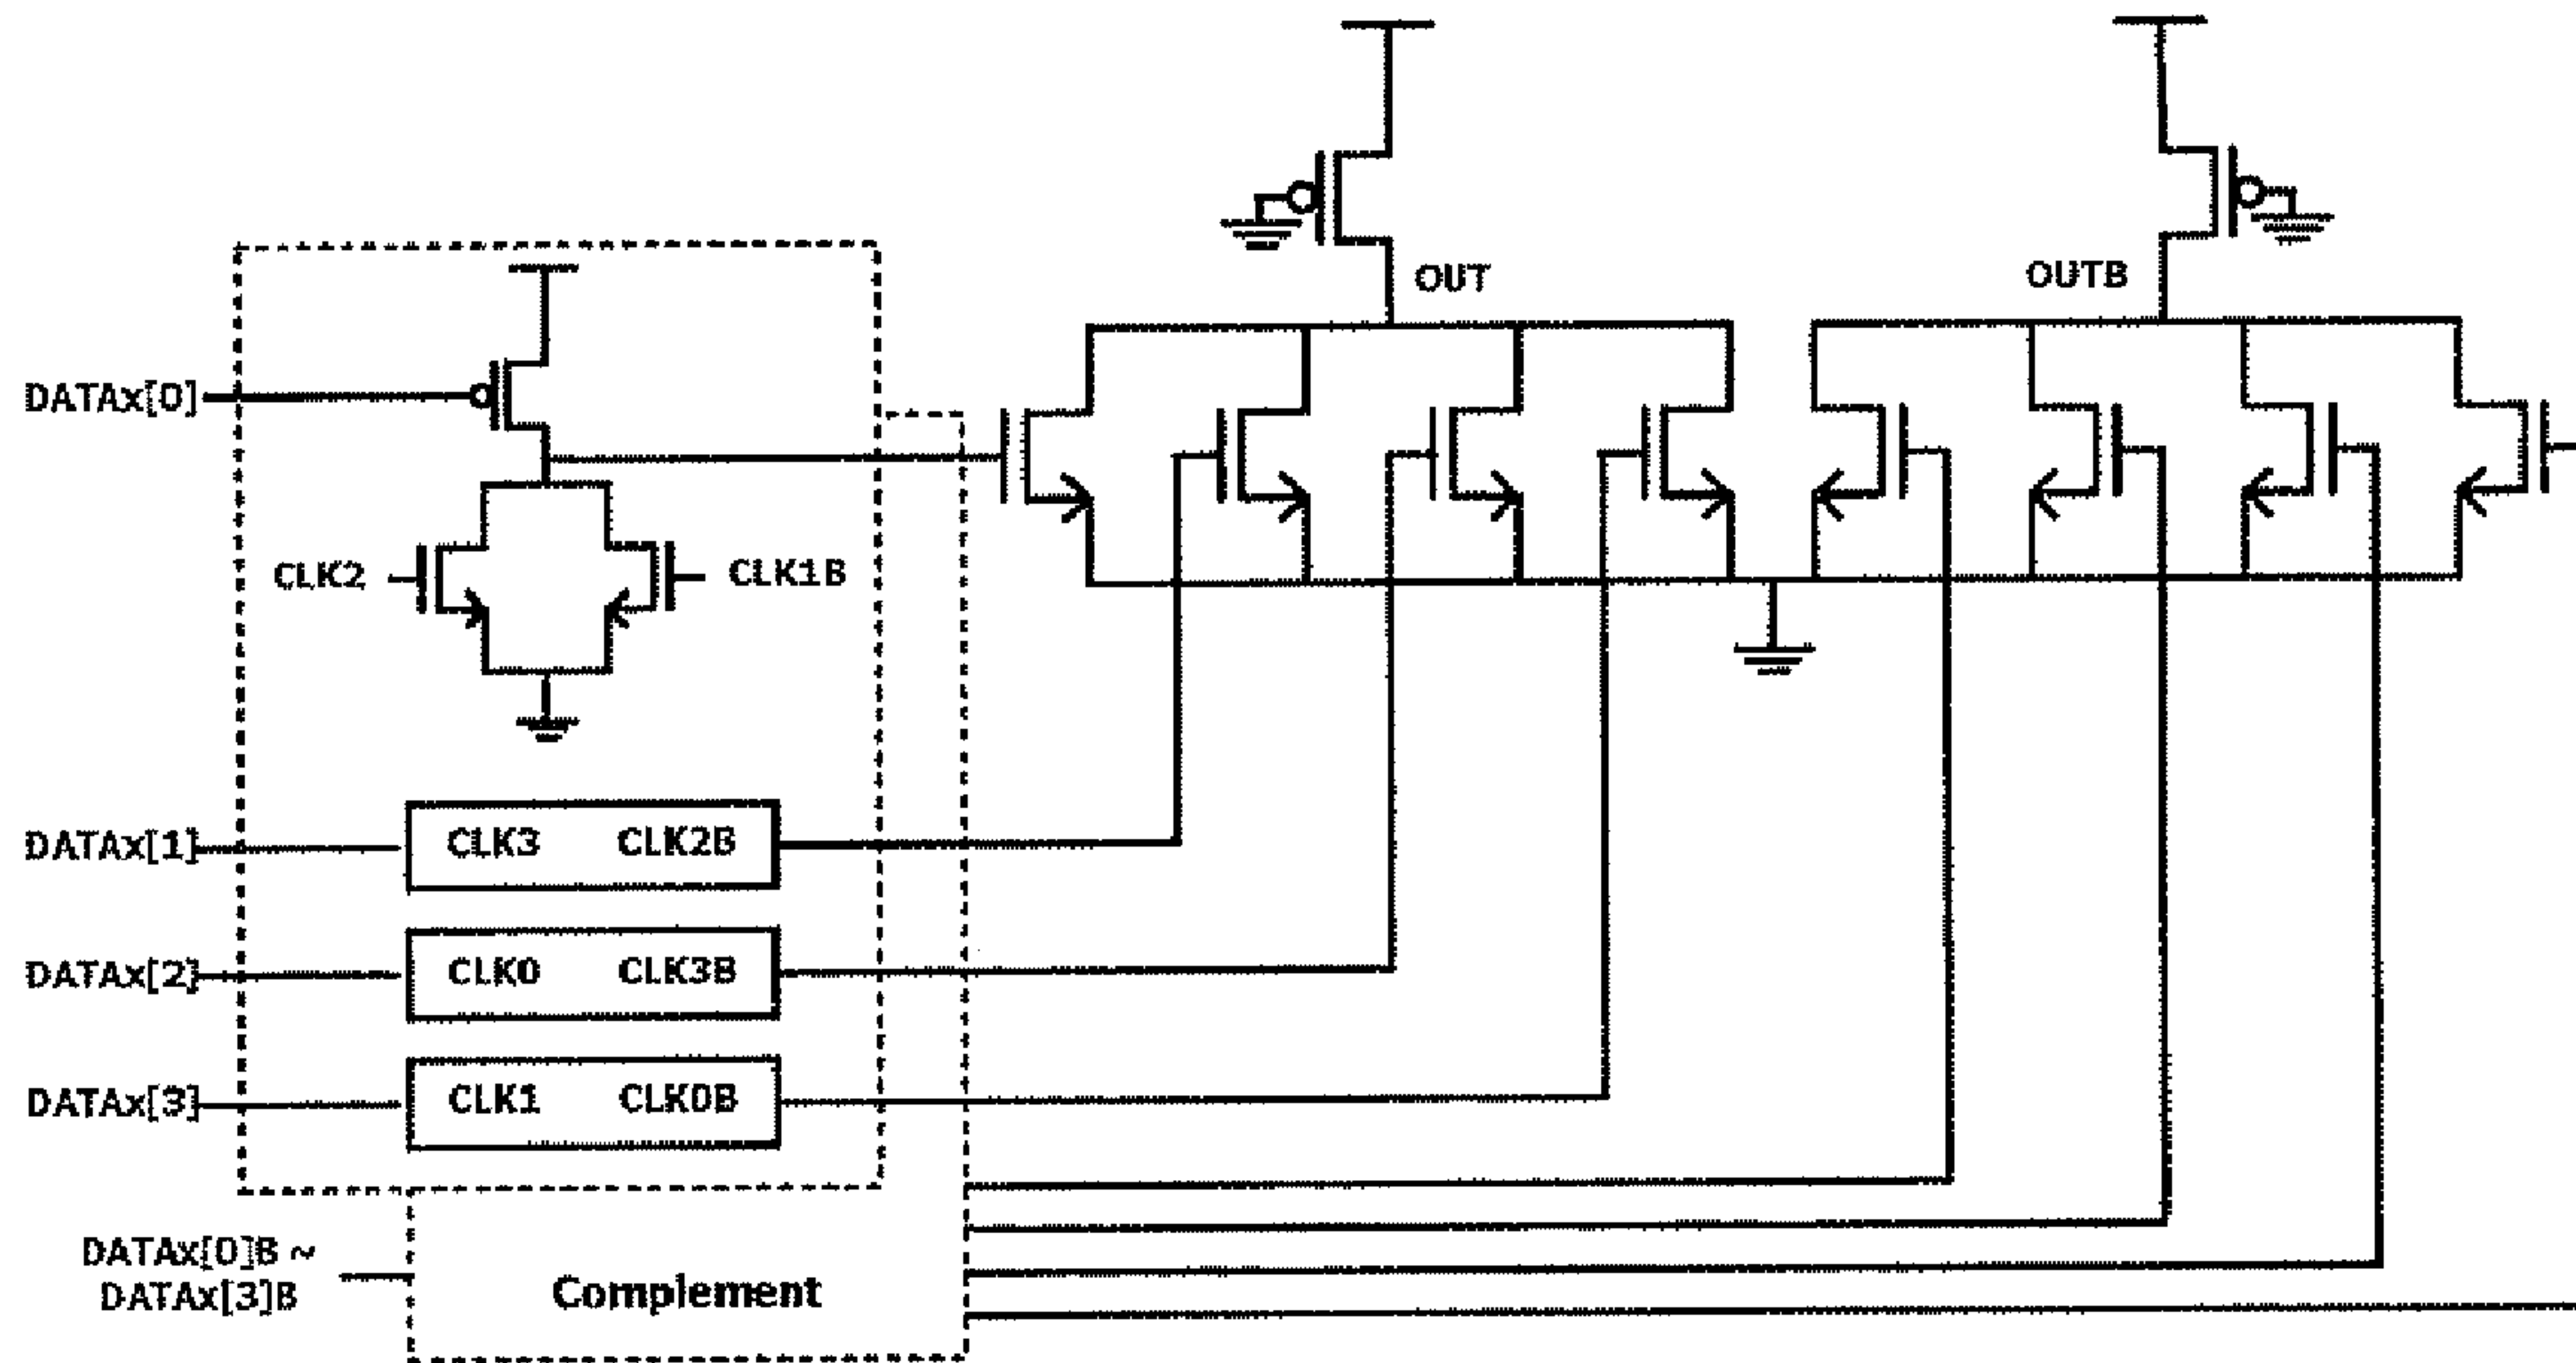 OUT
OUTB
DATAx[0]
CLK2
CLK1B
DATAx[1]
CLK3 CLK2B
DATAx[2]
CLK0 CLK3B
DATAx[3]
CLK1 CLK0B
DATAx[0]B ~
DATAx[3]B
Complement